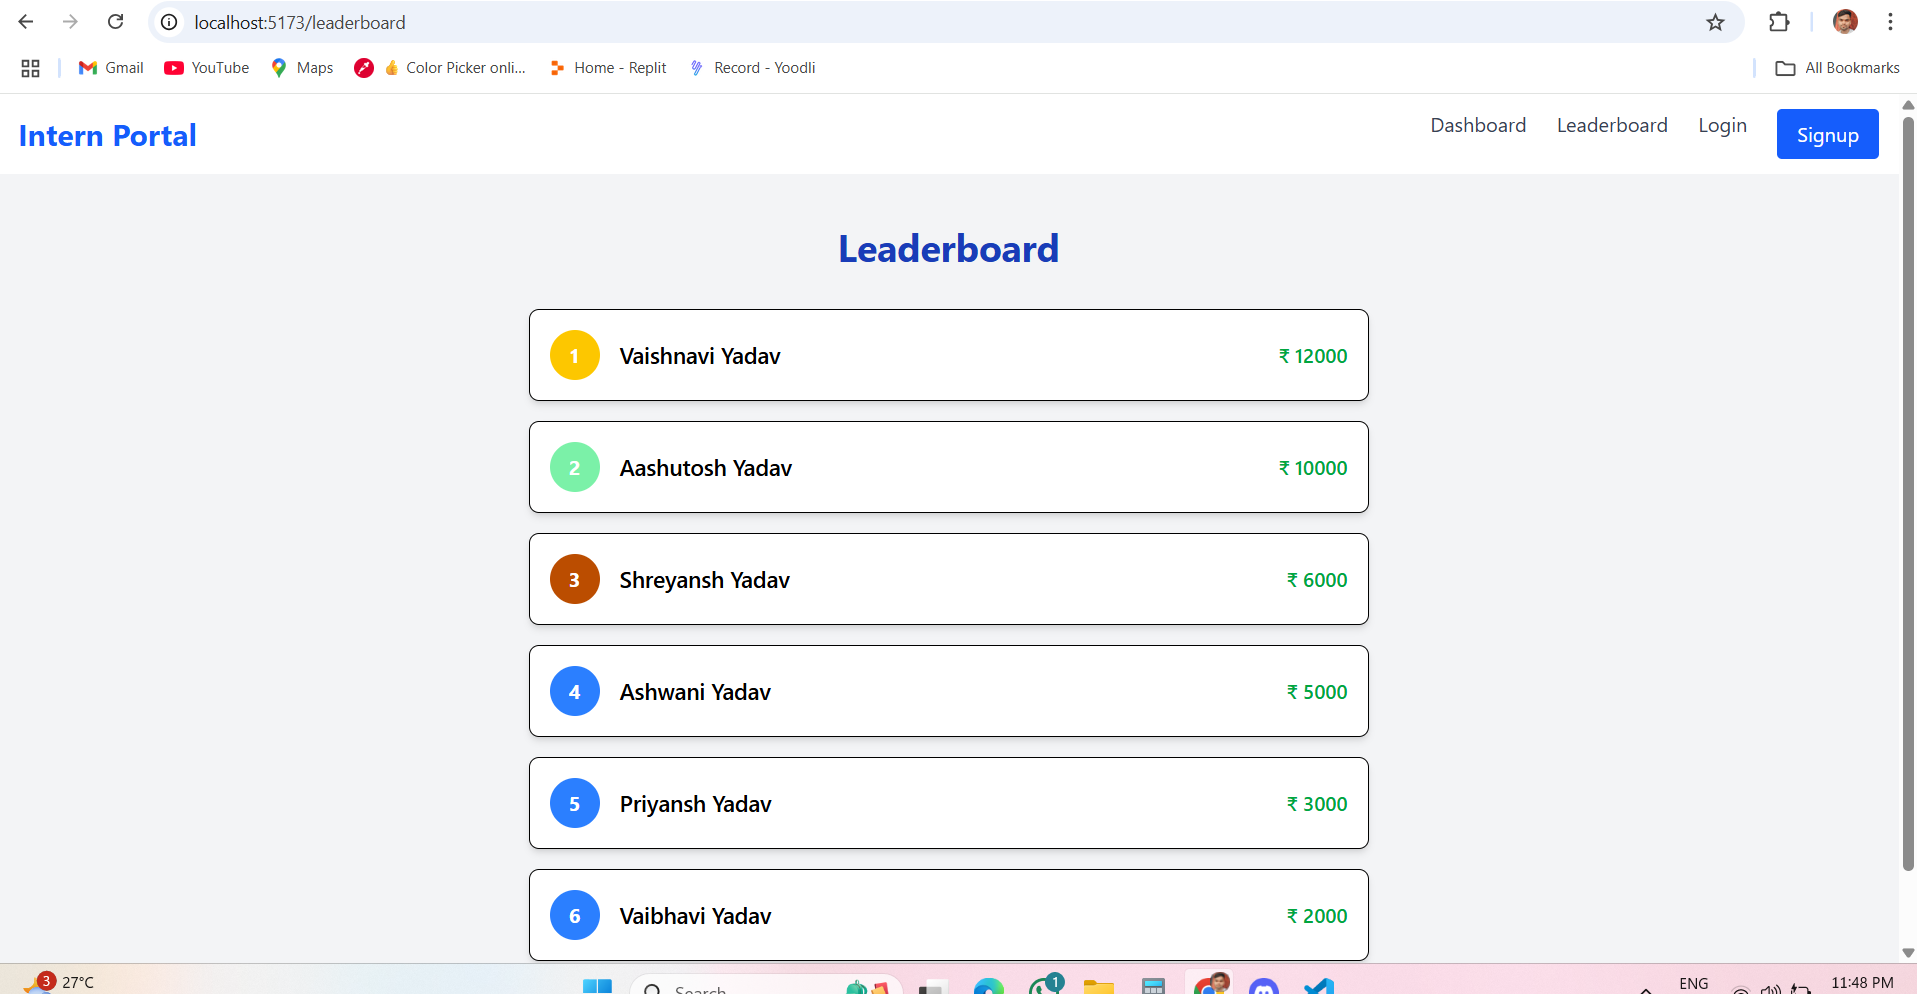 localhost:5173/leaderboard
Gmail
YouTube
Maps
Color Picker onli...
Home - Replit
Record - Yoodli
All Bookmarks
Intern Portal
Dashboard
Leaderboard
Login
Signup
Leaderboard
1 Vaishnavi Yadav ₹ 12000
2 Aashutosh Yadav ₹ 10000
3 Shreyansh Yadav ₹ 6000
4 Ashwani Yadav ₹ 5000
5 Priyansh Yadav ₹ 3000
6 Vaibhavi Yadav ₹ 2000
3 27°C
Search
1
ENG
11:48 PM